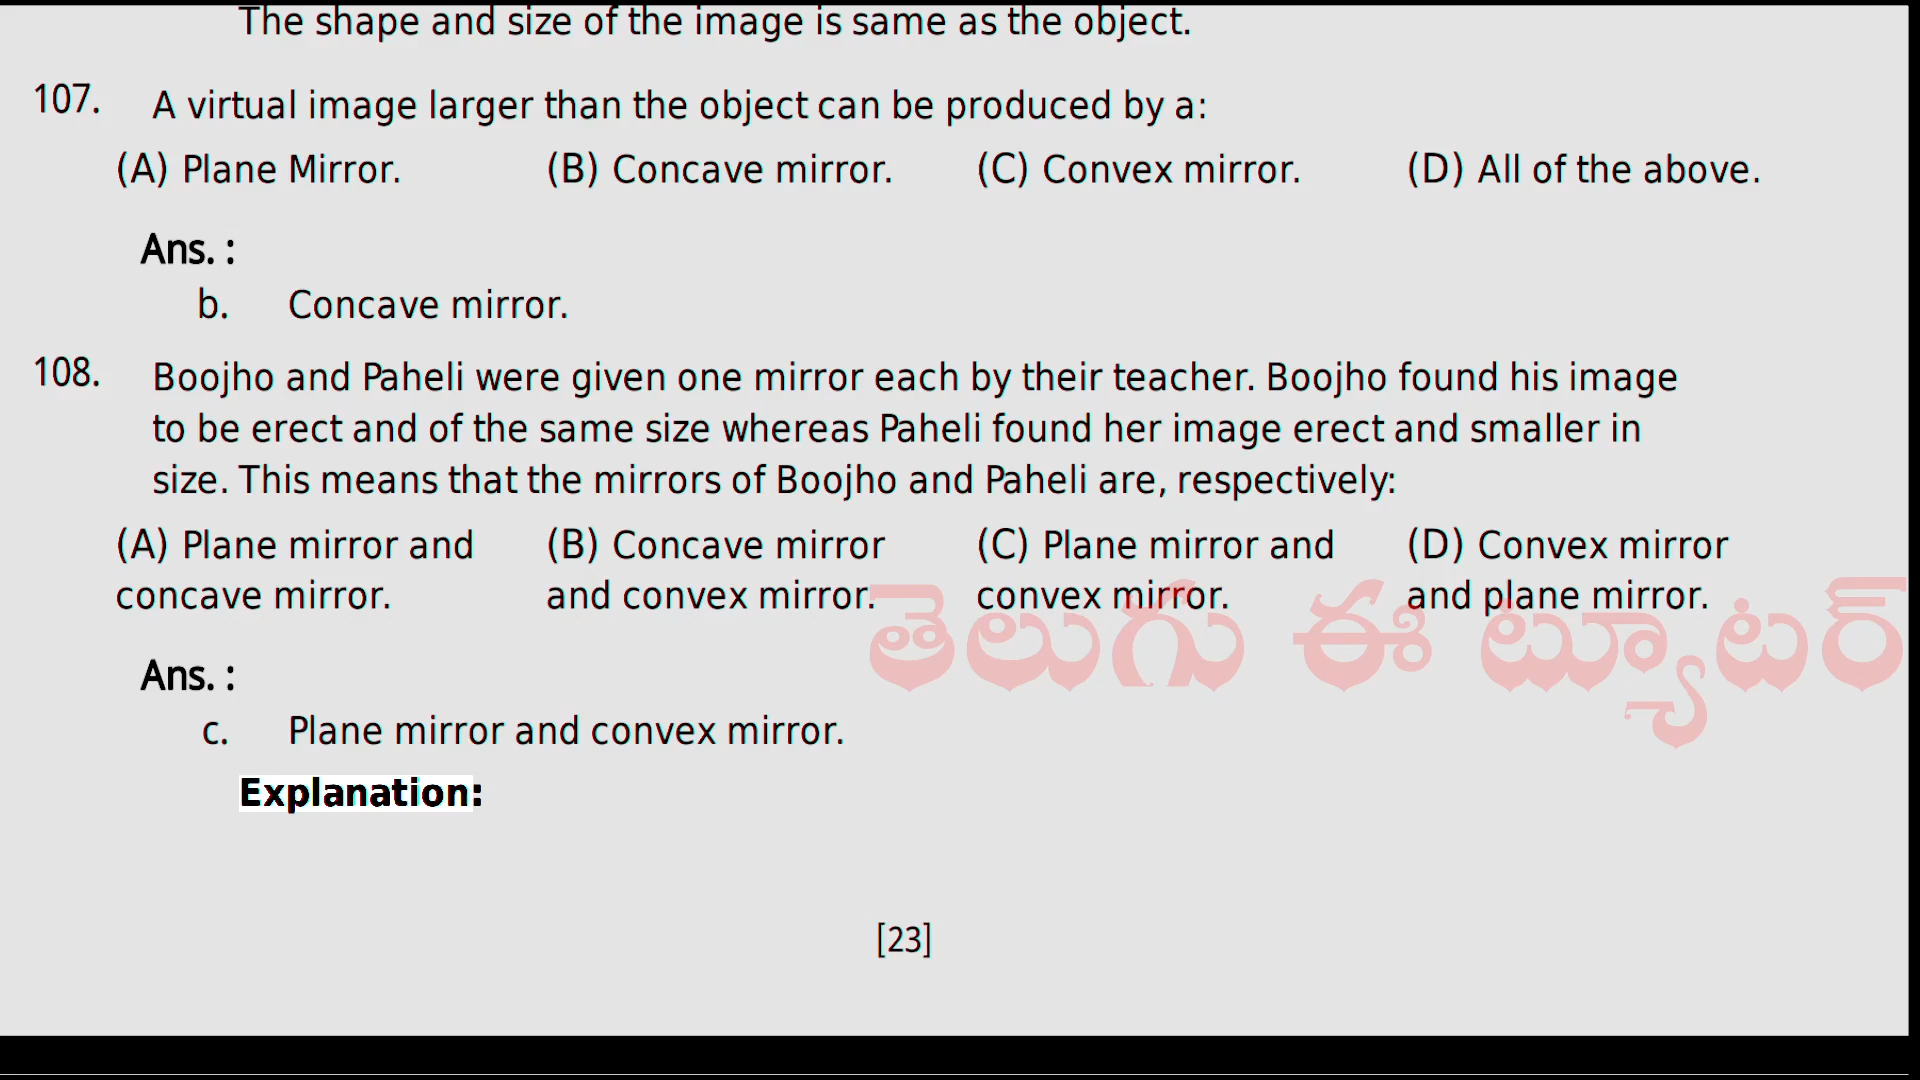 The shape and size of the image is same as the object.
107. A virtual image larger than the object can be produced by a:
(A) Plane Mirror. (B) Concave mirror. (C) Convex mirror. (D) All of the above.
Ans. :
b. Concave mirror.
108. Boojho and Paheli were given one mirror each by their teacher. Boojho found his image
to be erect and of the same size whereas Paheli found her image erect and smaller in
size. This means that the mirrors of Boojho and Paheli are, respectively:
(A) Plane mirror and (B) Concave mirror (C) Plane mirror and (D) Convex mirror
concave mirror. and convex mirror. convex mirror. and plane mirror.
తెలుగు ఈ ట్యూటర్
Ans. :
c. Plane mirror and convex mirror.
Explanation:
[23]